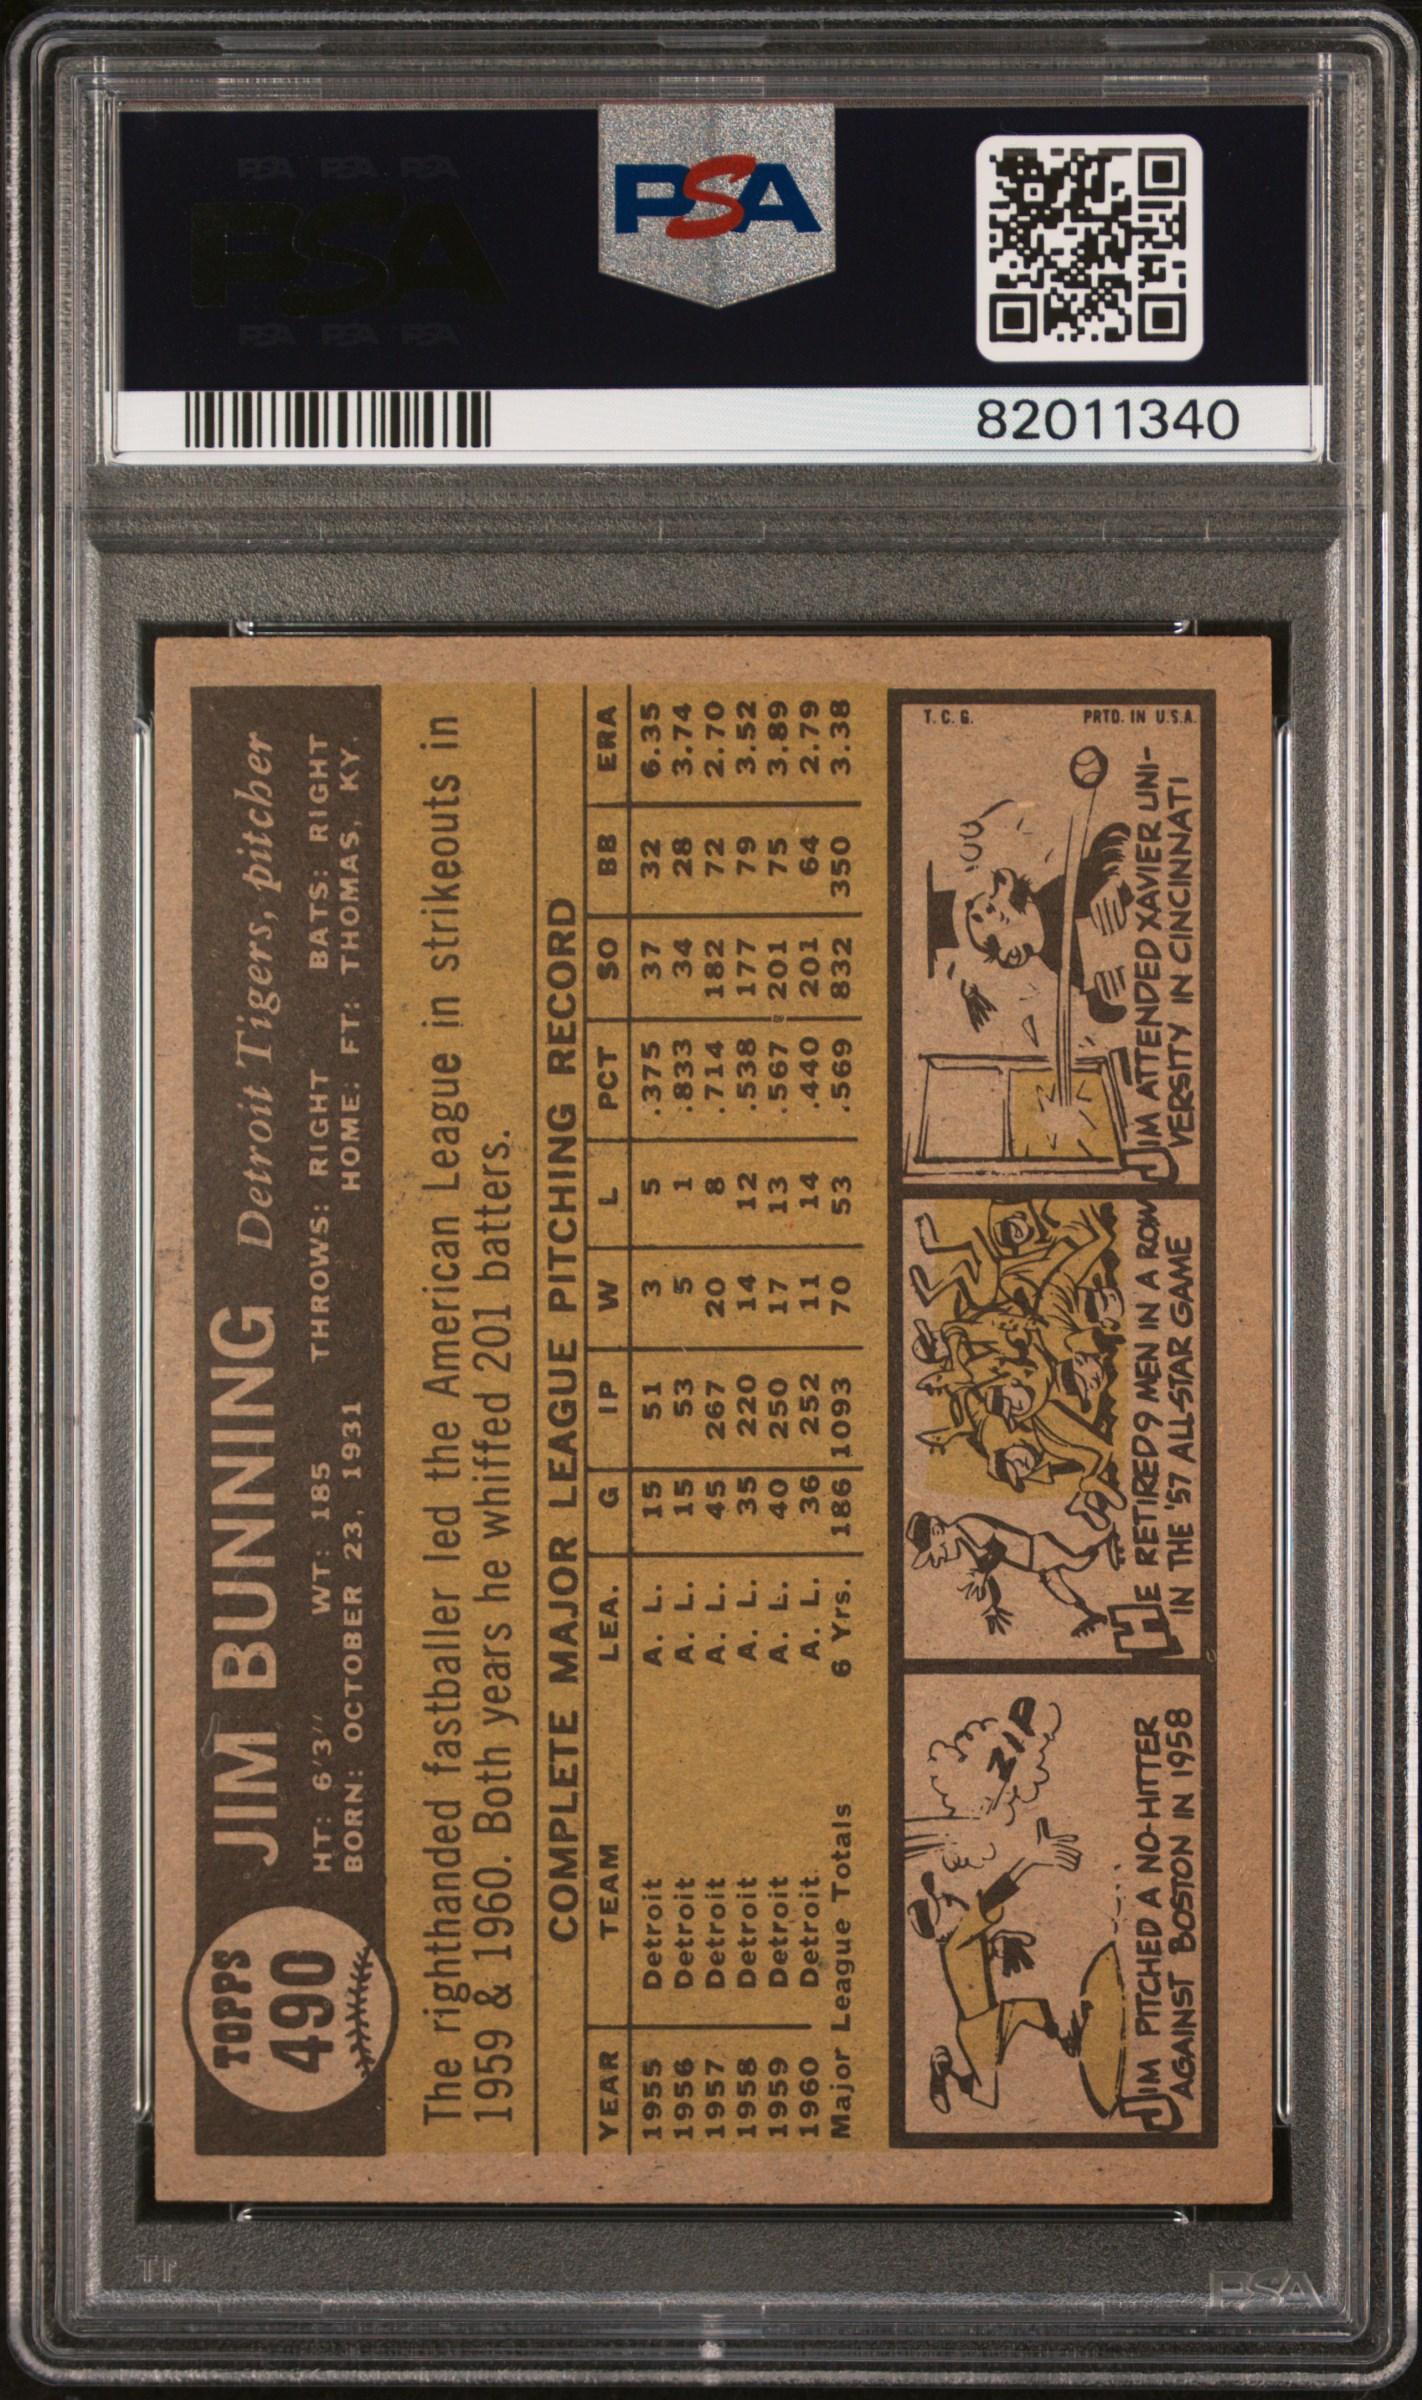 PSA PSA PSA
PSA
PSA PSA PSA
PSA
82011340
TOPPS
490
JIM BUNNING Detroit Tigers, pitcher
HT: 6'3'' WT: 185 THROWS: RIGHT BATS: RIGHT
BORN: OCTOBER 23, 1931 HOME: FT: THOMAS, KY.
The righthanded fastballer led the American League in strikeouts in
1959 & 1960. Both years he whiffed 201 batters.
COMPLETE MAJOR LEAGUE PITCHING RECORD
YEAR TEAM LEA. G IP W L PCT SO BB ERA
1955 Detroit A. L. 15 51 3 5 .375 37 32 6.35
1956 Detroit A. L. 15 53 5 1 .833 34 28 3.74
1957 Detroit A. L. 45 267 20 8 .714 182 72 2.70
1958 Detroit A. L. 35 220 14 12 .538 177 79 3.52
1959 Detroit A. L. 40 250 17 13 .567 201 75 3.89
1960 Detroit A. L. 36 252 11 14 .440 201 64 2.79
Major League Totals 6 Yrs. 186 1093 70 53 .569 832 350 3.38
ZIP
JIM PITCHED A NO-HITTER
AGAINST BOSTON IN 1958
HE RETIRED 9 MEN IN A ROW
IN THE '57 ALL-STAR GAME
T. C. G. PRTD. IN U.S.A.
JIM ATTENDED XAVIER UNI-
VERSITY IN CINCINNATI
PSA